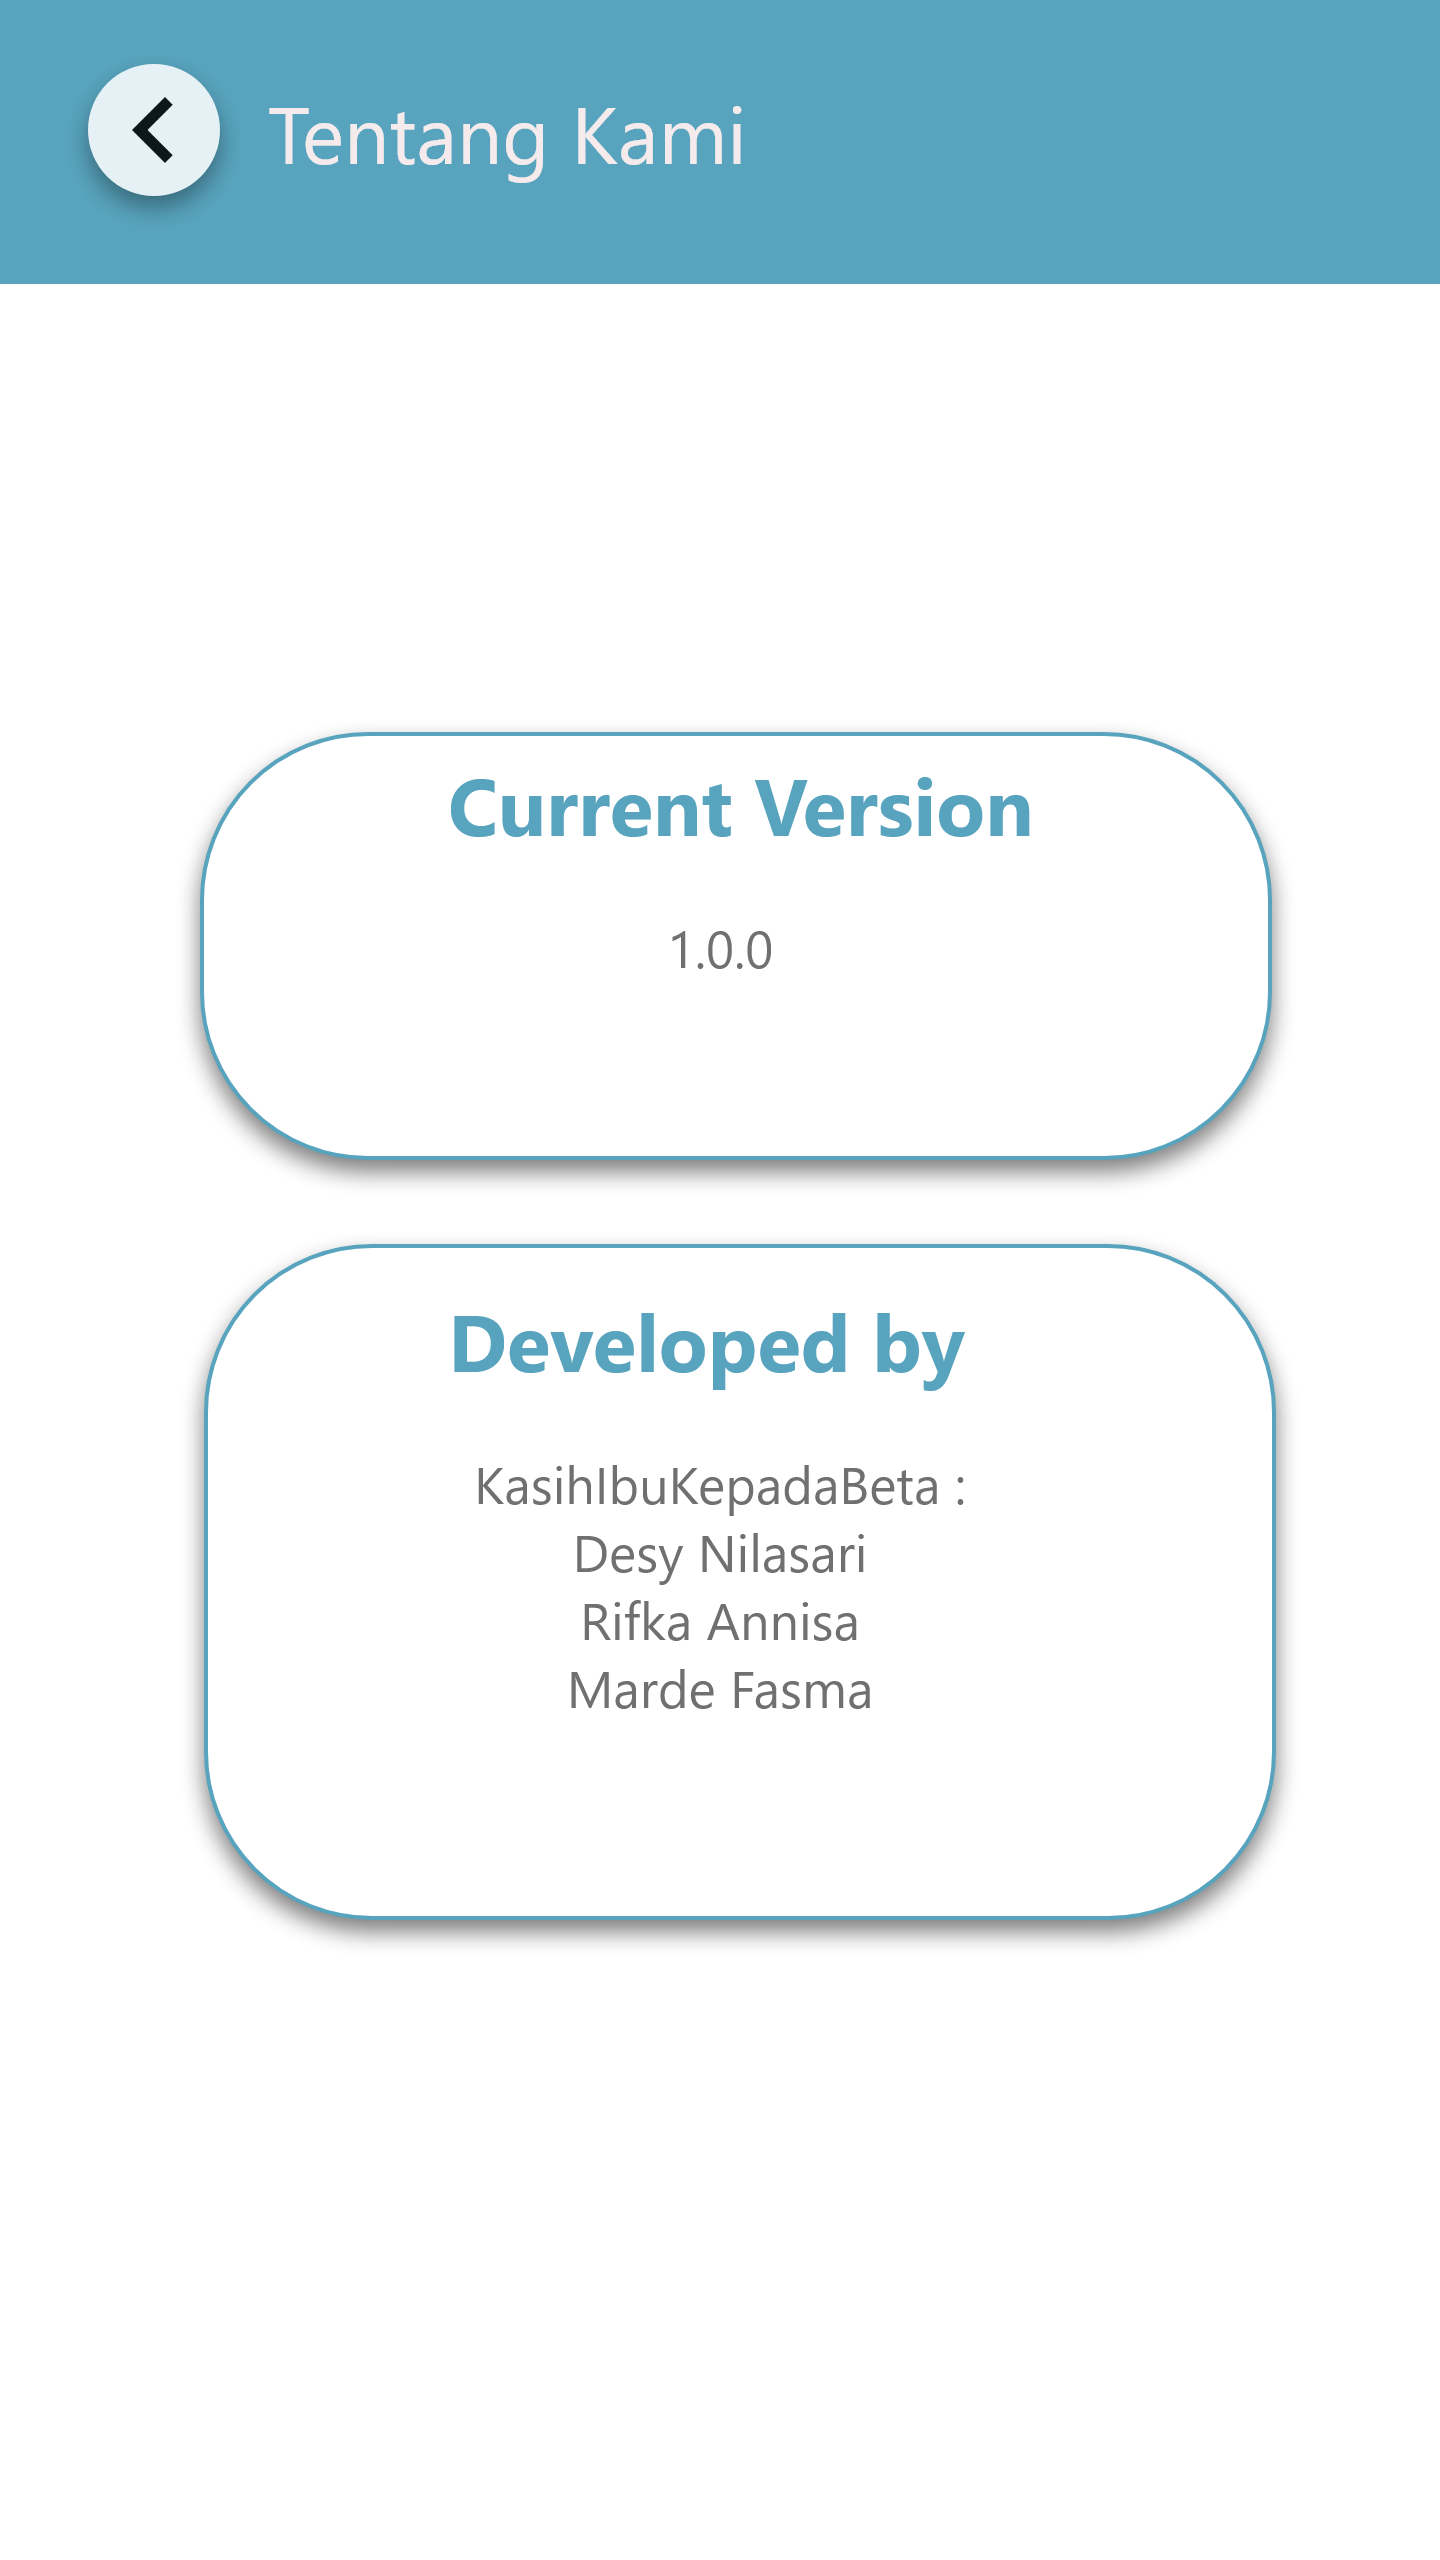 Tentang Kami
Current Version
1.0.0
Developed by
KasihIbuKepadaBeta :
Desy Nilasari
Rifka Annisa
Marde Fasma